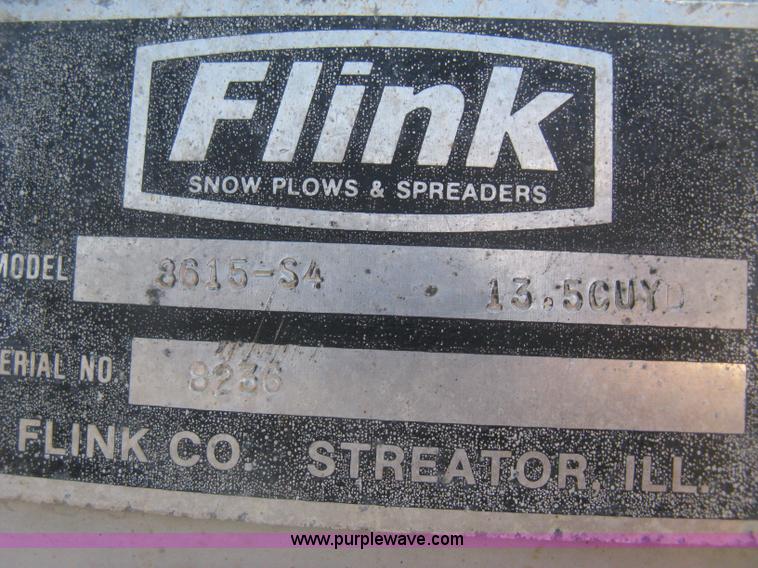 Flink
SNOW PLOWS & SPREADERS
MODEL 8615-S4 13.5CUYD
ERIAL NO. 8236
FLINK CO. STREATOR, ILL.
www.purplewave.com